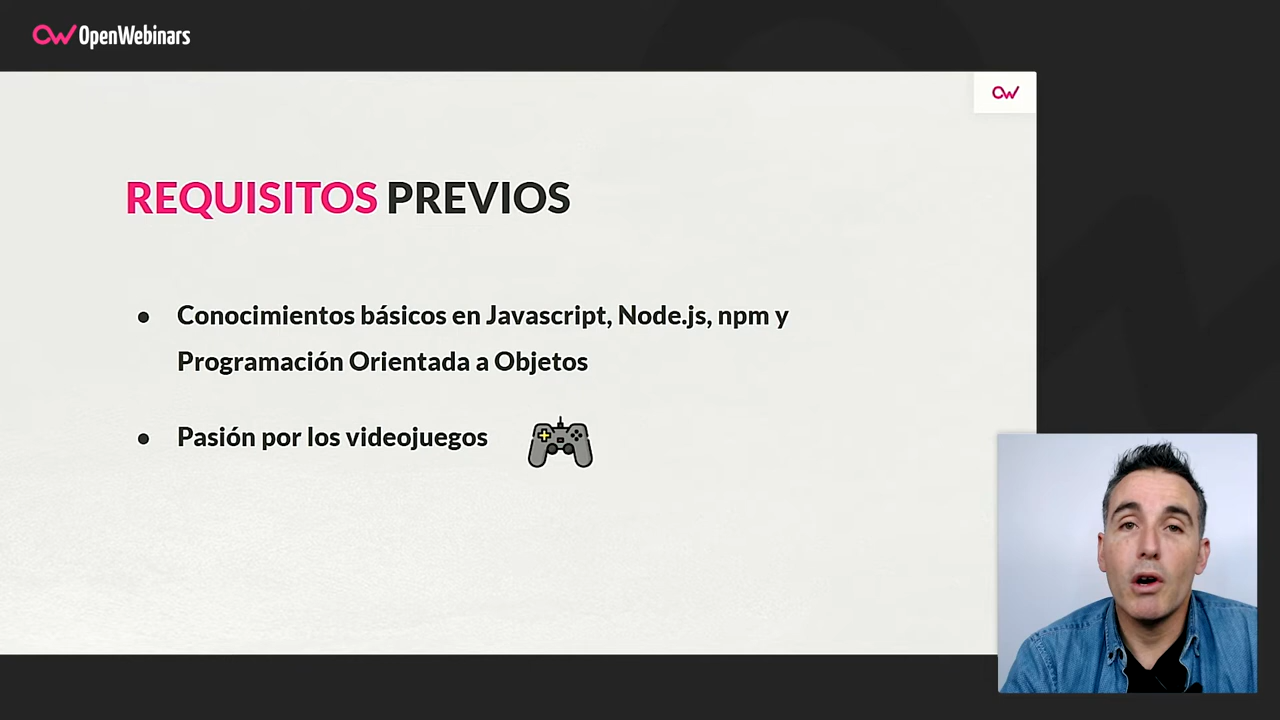 OpenWebinars
REQUISITOS PREVIOS
● Conocimientos básicos en Javascript, Node.js, npm y
Programación Orientada a Objetos
● Pasión por los videojuegos